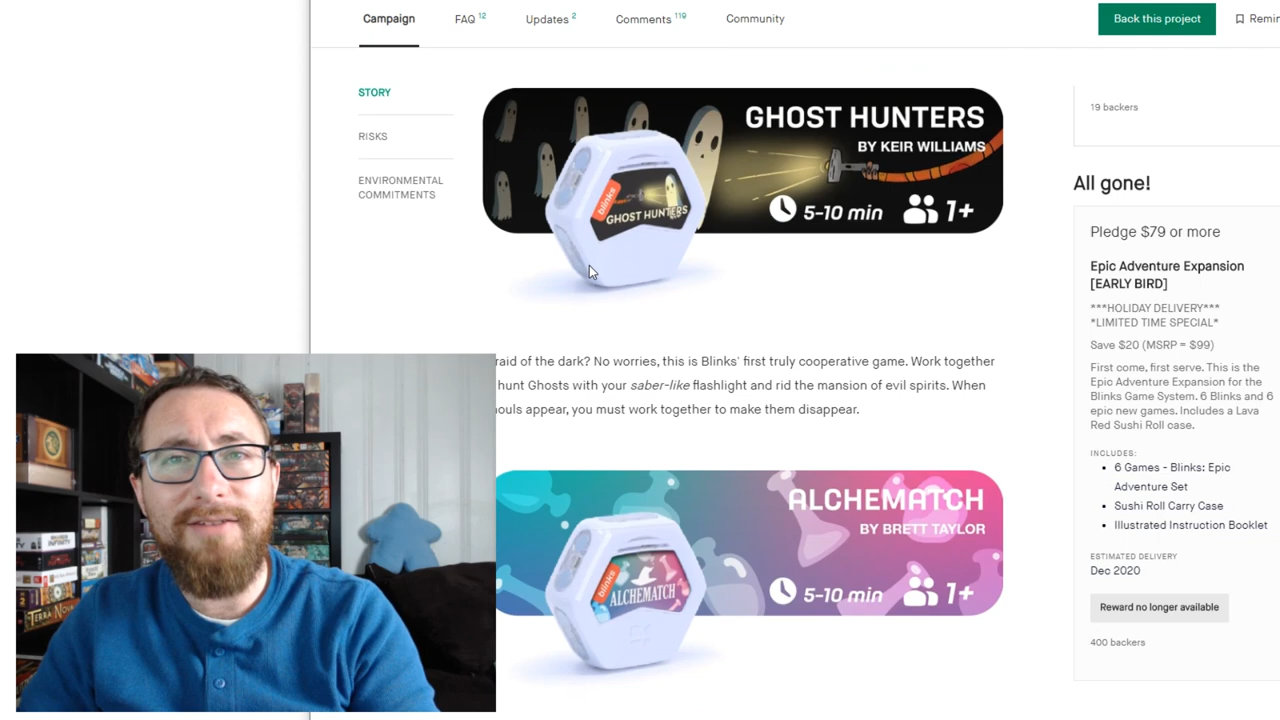 Campaign
FAQ 12
Updates 2
Comments 119
Community
Back this project
STORY
RISKS
ENVIRONMENTAL
COMMITMENTS
GHOST HUNTERS
BY KEIR WILLIAMS
5-10 min
1+
blinks
GHOST HUNTERS
of the dark? No worries, this is Blinks' first truly cooperative game. Work together
hunt Ghosts with your saber-like flashlight and rid the mansion of evil spirits. When
appear, you must work together to make them disappear.
ALCHEMATCH
BY BRETT TAYLOR
5-10 min
1+
blinks
ALCHEMATCH
19 backers
All gone!
Pledge $79 or more
Epic Adventure Expansion
[EARLY BIRD]
***HOLIDAY DELIVERY***
*LIMITED TIME SPECIAL*
Save $20 (MSRP = $99)
First come, first serve. This is the
Epic Adventure Expansion for the
Blinks Game System. 6 Blinks and 6
epic new games. Includes a Lava
Red Sushi Roll case.
INCLUDES:
6 Games - Blinks: Epic
Adventure Set
Sushi Roll Carry Case
Illustrated Instruction Booklet
ESTIMATED DELIVERY
Dec 2020
Reward no longer available
400 backers
TERRA NOVA